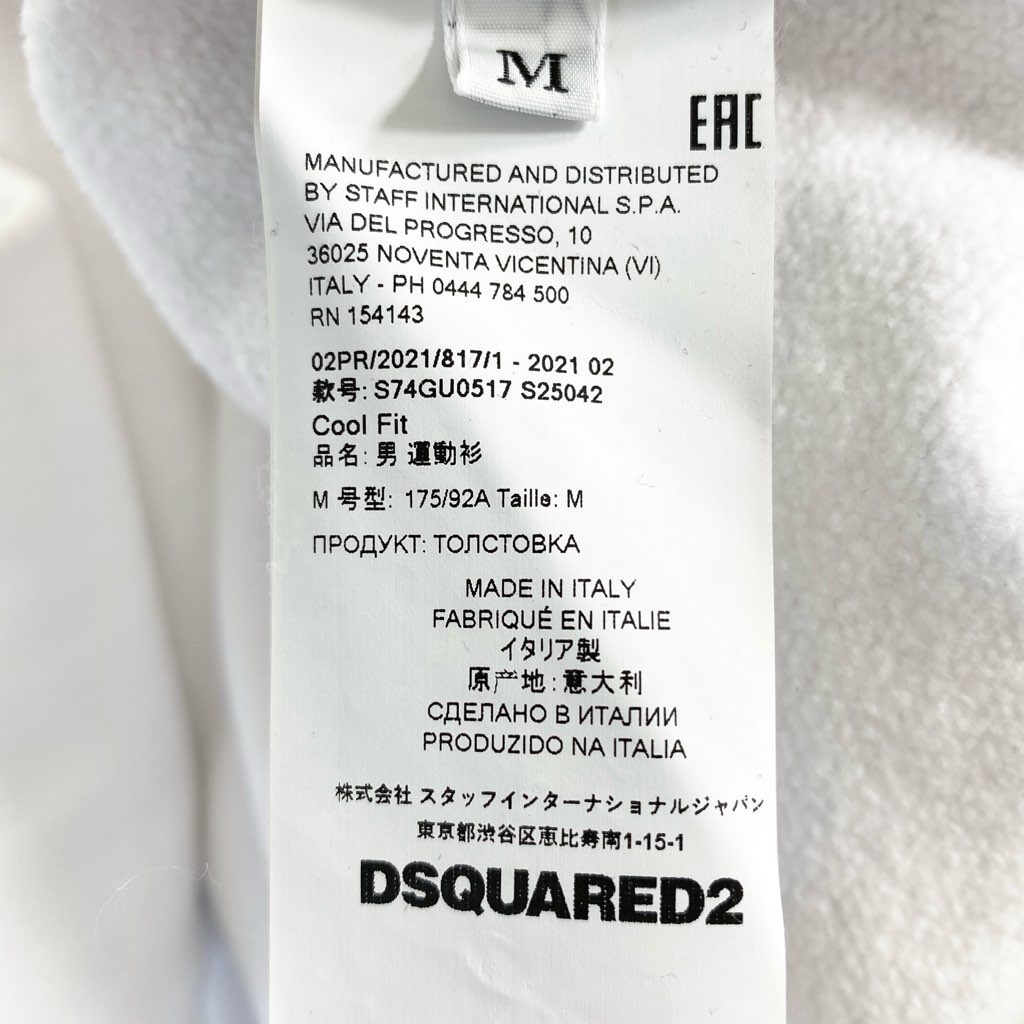 M
EAC
MANUFACTURED AND DISTRIBUTED
BY STAFF INTERNATIONAL S.P.A.
VIA DEL PROGRESSO, 10
36025 NOVENTA VICENTINA (VI)
ITALY - PH 0444 784 500
RN 154143
02PR/2021/817/1 - 2021 02
款号: S74GU0517 S25042
Cool Fit
品名: 男 運動衫
M 号型: 175/92A Taille: M
ПРОДУКТ: ТОЛСТОВКА
MADE IN ITALY
FABRIQUÉ EN ITALIE
イタリア製
原产地: 意大利
СДЕЛАНО В ИТАЛИИ
PRODUZIDO NA ITALIA
株式会社 スタッフインターナショナルジャパン
東京都渋谷区恵比寿南1-15-1
DSQUARED2